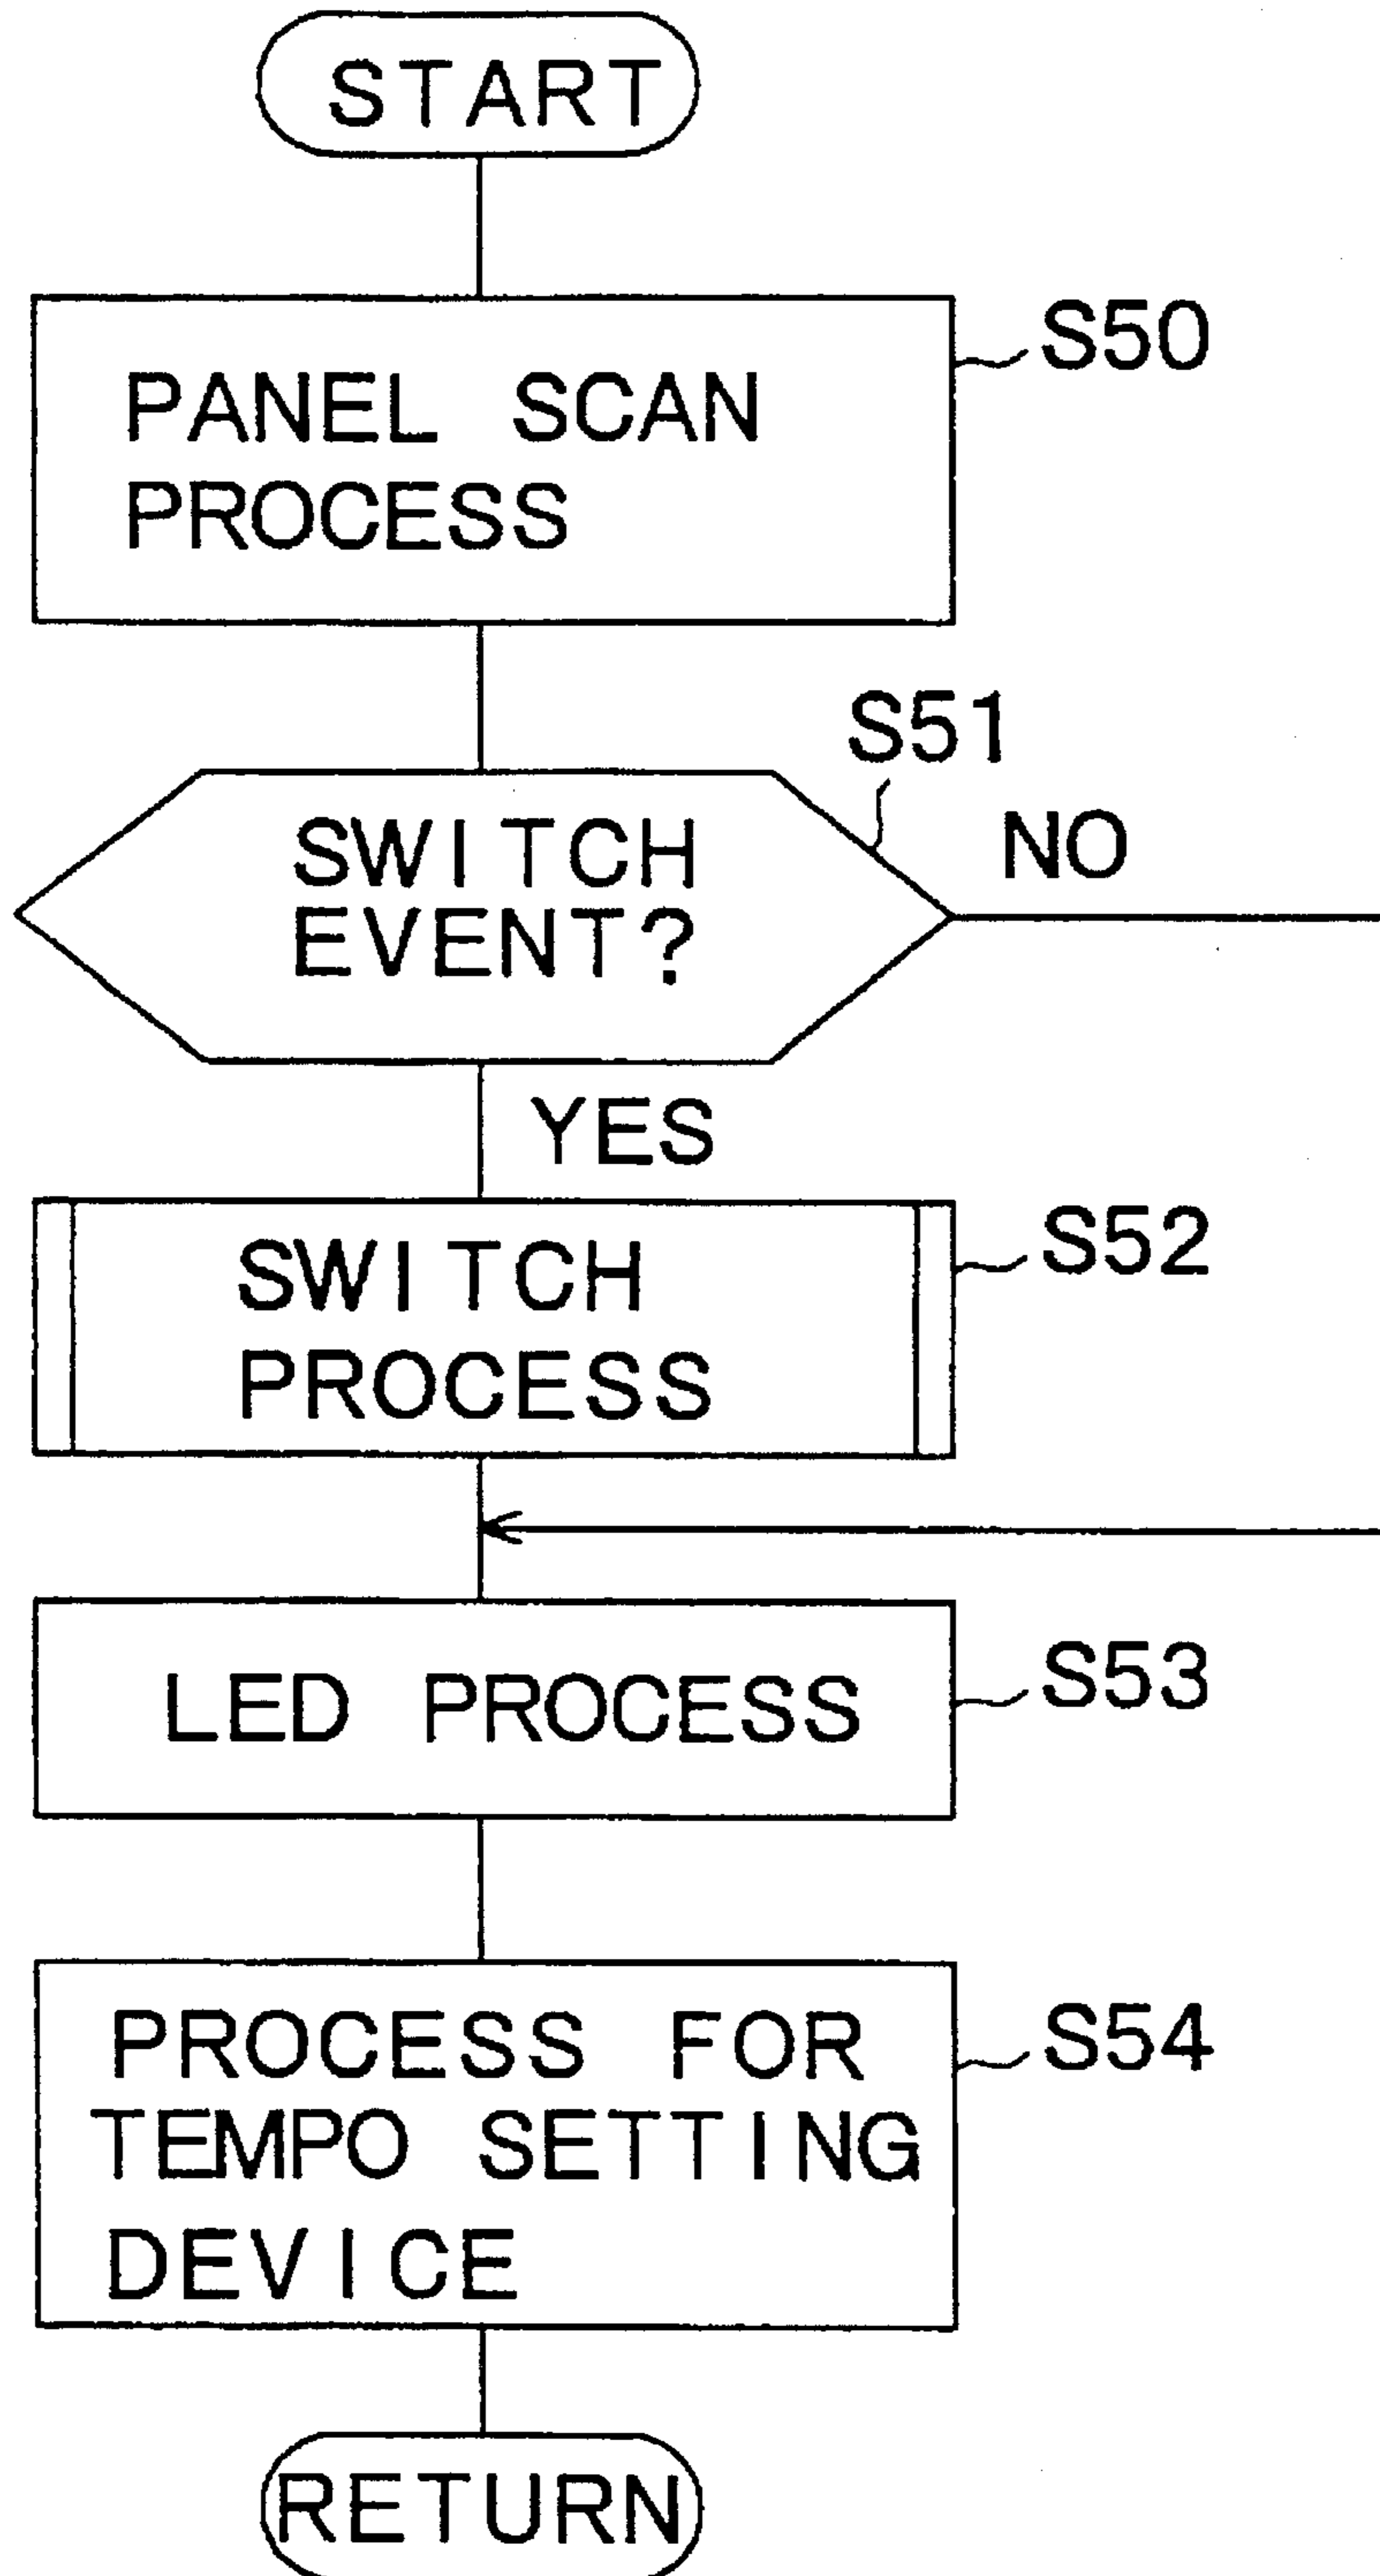 START
PANEL SCAN
PROCESS
S50
SWITCH
EVENT?
S51
NO
YES
SWITCH
PROCESS
S52
LED PROCESS
S53
PROCESS FOR
TEMPO SETTING
DEVICE
S54
RETURN